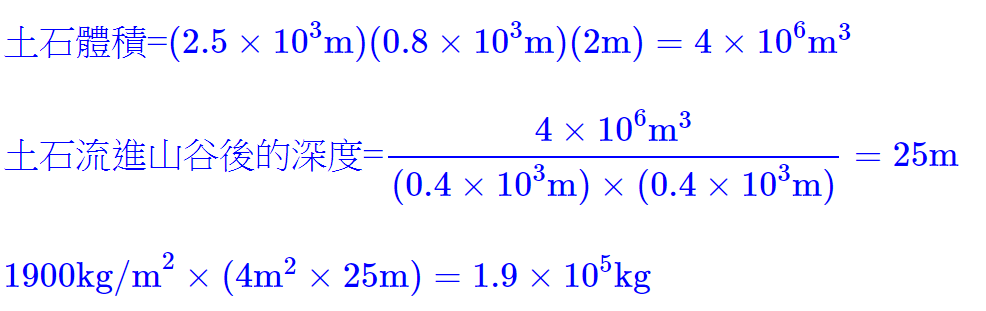 土石體積=(2.5 × 10³m)(0.8 × 10³m)(2m) = 4 × 10⁶m³
土石流進山谷後的深度= 4 × 10⁶m³ / (0.4 × 10³m) × (0.4 × 10³m) = 25m
1900kg/m² × (4m² × 25m) = 1.9 × 10⁵kg